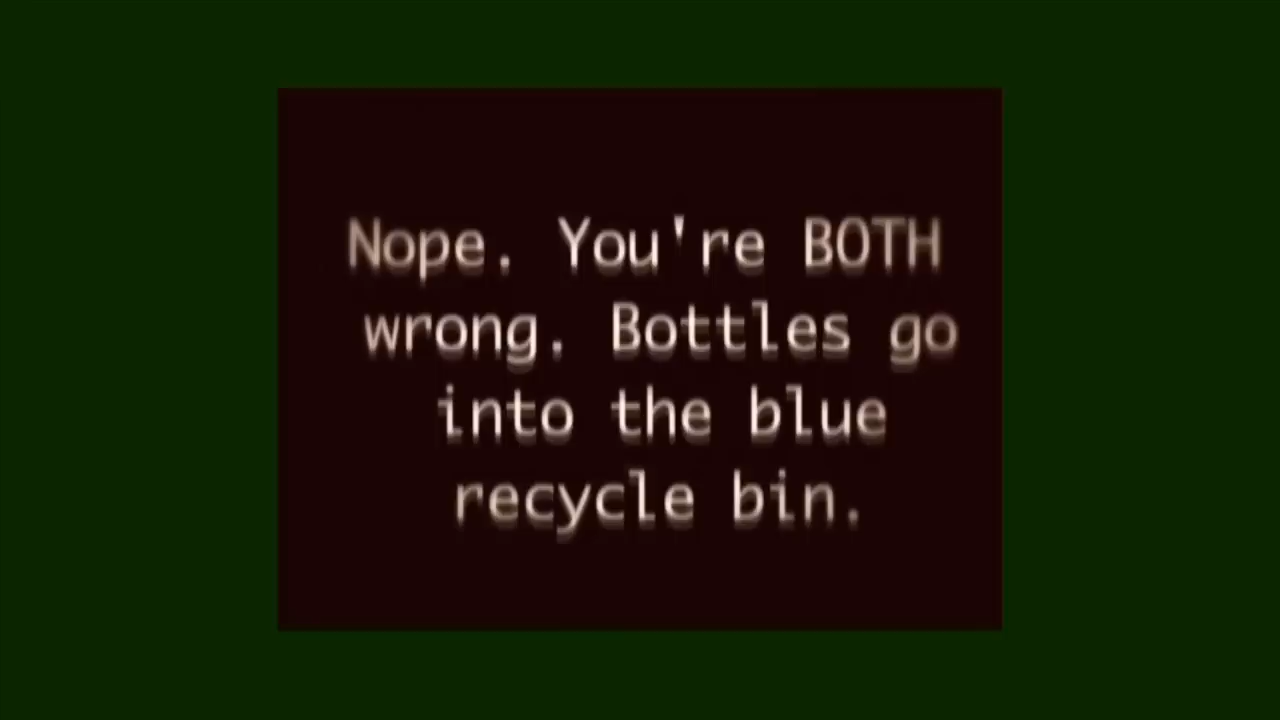 Nope. You're BOTH
wrong. Bottles go
into the blue
recycle bin.